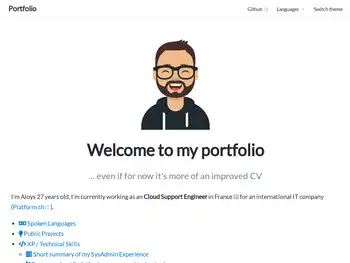 Portfolio
Github
Languages
Switch theme
Welcome to my portfolio
... even if for now it's more of an improved CV
I'm Aloys 27 years old, I'm currently working as an Cloud Support Engineer in France for an international IT company
(Platform.sh).
Spoken Languages
Public Projects
XP / Technical Skills
Short summary of my SysAdmin Experience